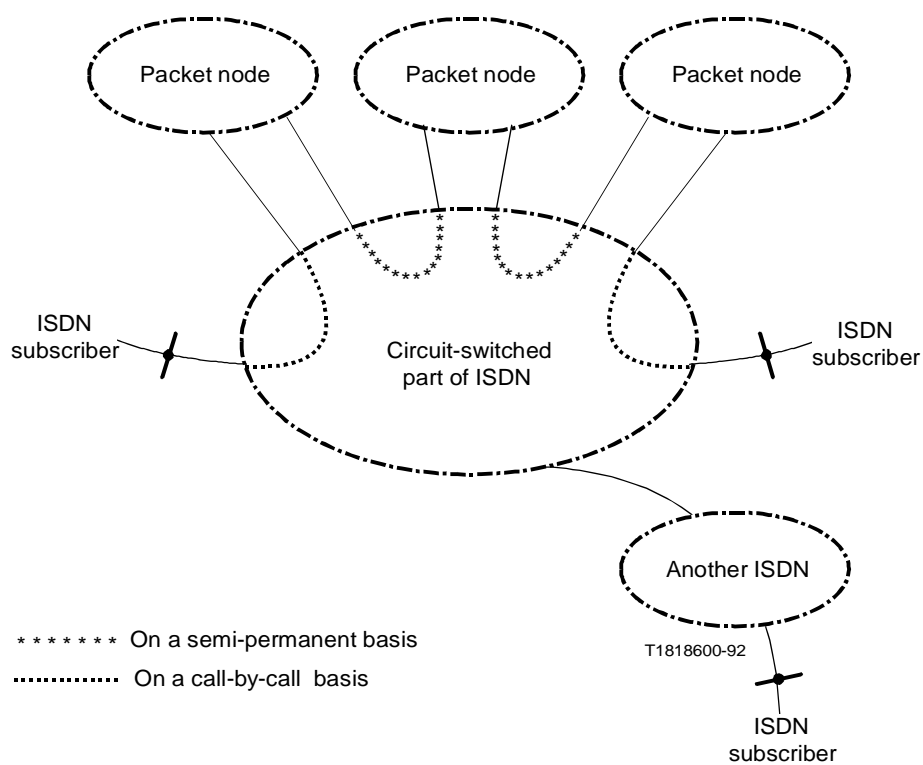 Packet node
Packet node
Packet node
ISDN
subscriber
Circuit-switched
part of ISDN
ISDN
subscriber
Another ISDN
* * * * * * * On a semi-permanent basis
On a call-by-call basis
T1818600-92
ISDN
subscriber